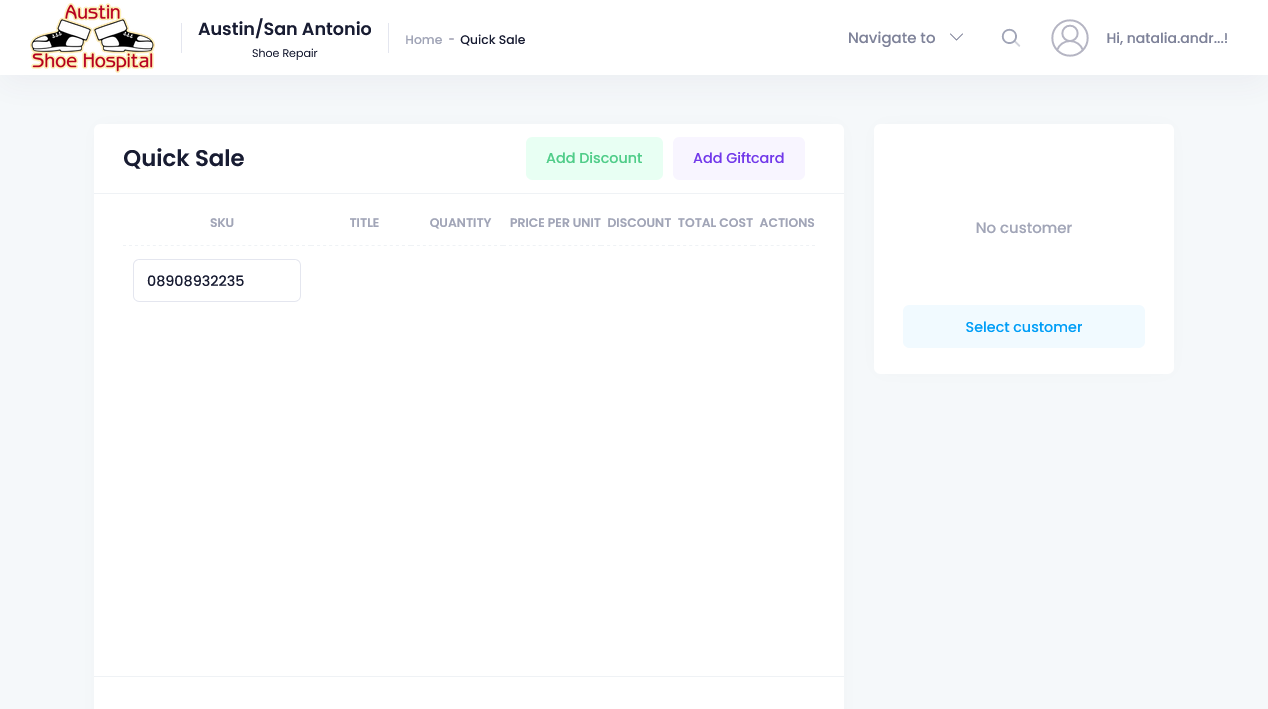 Austin
Shoe Hospital
Austin/San Antonio
Shoe Repair
Home - Quick Sale
Navigate to
Hi, natalia.andr...!
Quick Sale
Add Discount
Add Giftcard
SKU TITLE QUANTITY PRICE PER UNIT DISCOUNT TOTAL COST ACTIONS
08908932235
No customer
Select customer